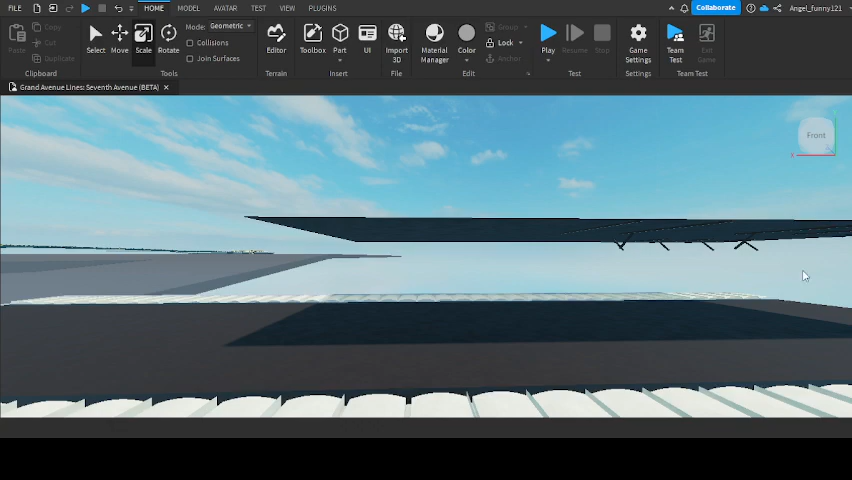 FILE HOME MODEL AVATAR TEST VIEW PLUGINS Collaborate Angel_funny121
Paste Copy Cut Duplicate Select Move Scale Rotate Mode: Geometric Collisions Join Surfaces Editor Toolbox Part UI Import 3D Material Manager Color Group Lock Anchor Play Resume Stop Game Settings Team Test Exit Game
Clipboard Tools Terrain Insert File Edit Test Settings Team Test
Grand Avenue Lines: Seventh Avenue (BETA)
Front
X